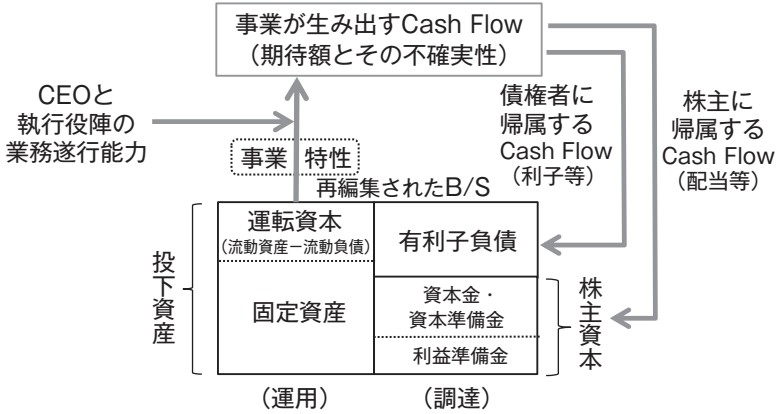 事業が生み出すCash Flow
（期待額とその不確実性）
CEOと
執行役陣の
業務遂行能力
事業 特性
債権者に
帰属する
Cash Flow
（利子等）
株主に
帰属する
Cash Flow
（配当等）
再編集されたB/S
投下資産
運転資本
（流動資産－流動負債）
固定資産
有利子負債
資本金・
資本準備金
利益準備金
株主資本
（運用）
（調達）